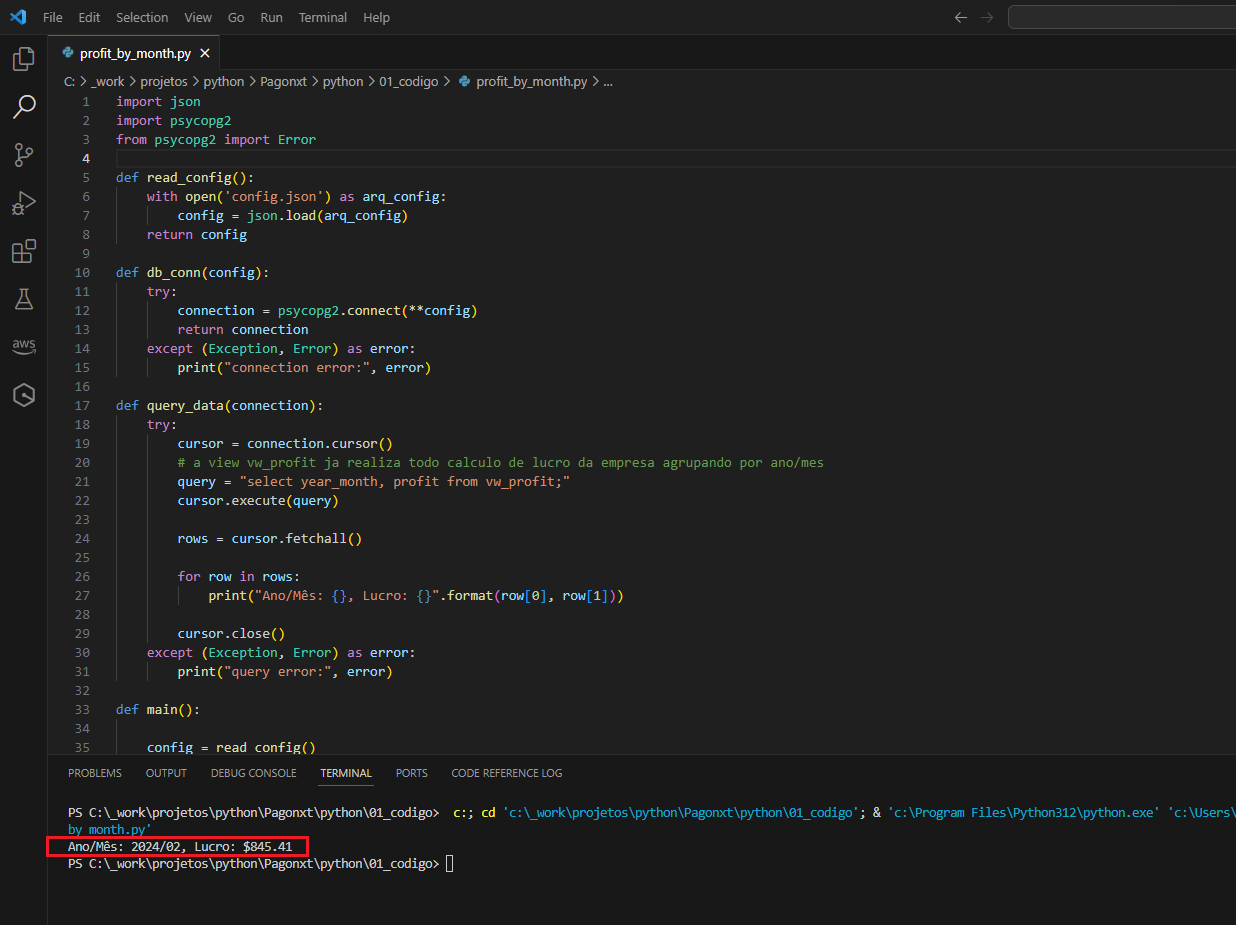 File Edit Selection View Go Run Terminal Help
profit_by_month.py
C: > _work > projetos > python > Pagonxt > python > 01_codigo > profit_by_month.py > ...
1 import json
2 import psycopg2
3 from psycopg2 import Error
4
5 def read_config():
6 with open('config.json') as arq_config:
7 config = json.load(arq_config)
8 return config
9
10 def db_conn(config):
11 try:
12 connection = psycopg2.connect(**config)
13 return connection
14 except (Exception, Error) as error:
15 print("connection error:", error)
16
17 def query_data(connection):
18 try:
19 cursor = connection.cursor()
20 # a view vw_profit ja realiza todo calculo de lucro da empresa agrupando por ano/mes
21 query = "select year_month, profit from vw_profit;"
22 cursor.execute(query)
23
24 rows = cursor.fetchall()
25
26 for row in rows:
27 print("Ano/Mês: {}, Lucro: {}".format(row[0], row[1]))
28
29 cursor.close()
30 except (Exception, Error) as error:
31 print("query error:", error)
32
33 def main():
34
35 config = read_config()
aws
PROBLEMS OUTPUT DEBUG CONSOLE TERMINAL PORTS CODE REFERENCE LOG
PS C:\_work\projetos\python\Pagonxt\python\01_codigo> c:; cd 'c:\_work\projetos\python\Pagonxt\python\01_codigo'; & 'c:\Program Files\Python312\python.exe' 'c:\Users\
by_month.py'
Ano/Mês: 2024/02, Lucro: $845.41
PS C:\_work\projetos\python\Pagonxt\python\01_codigo>